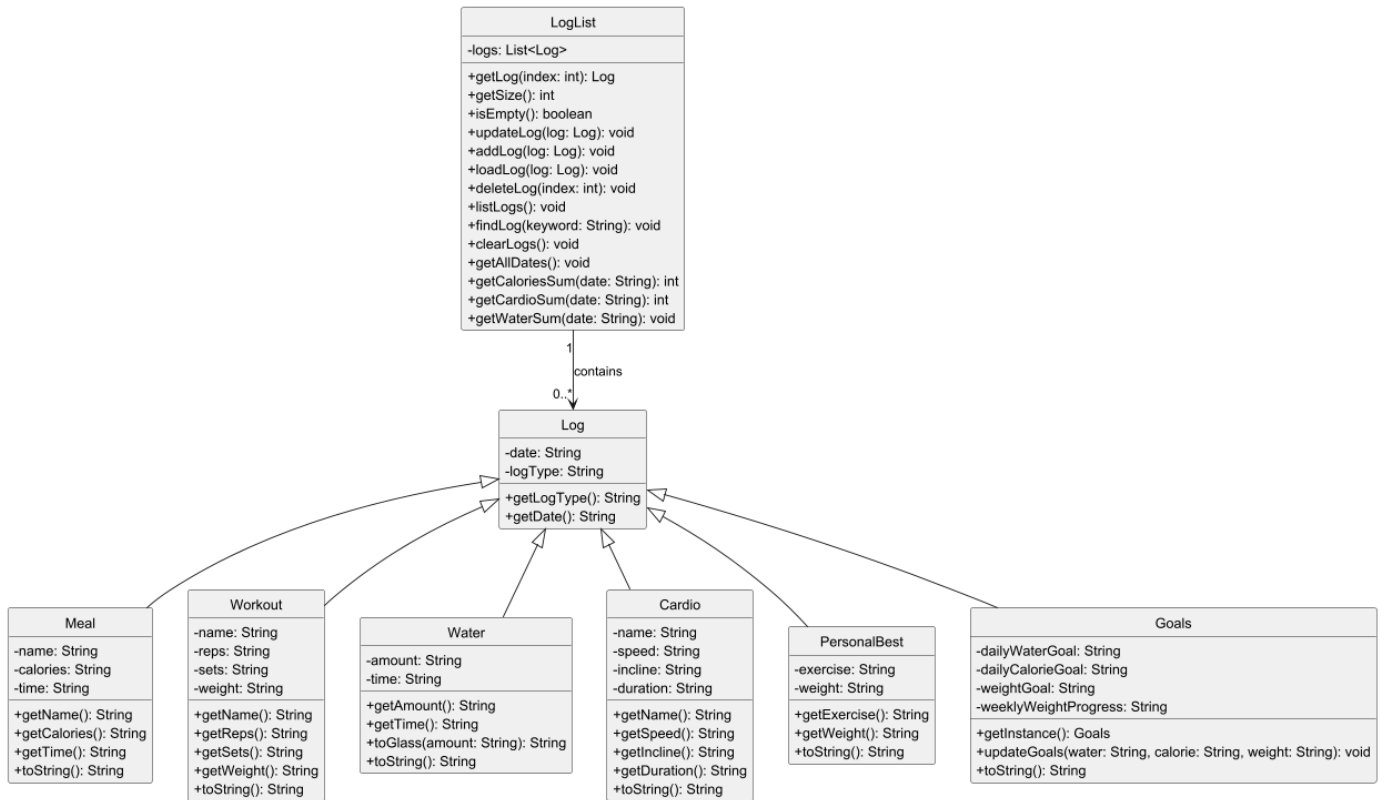 LogList
-logs: List<Log>
+getLog(index: int): Log
+getSize(): int
+isEmpty(): boolean
+updateLog(log: Log): void
+addLog(log: Log): void
+loadLog(log: Log): void
+deleteLog(index: int): void
+listLogs(): void
+findLog(keyword: String): void
+clearLogs(): void
+getAllDates(): void
+getCaloriesSum(date: String): int
+getCardioSum(date: String): int
+getWaterSum(date: String): void
1
contains
0..*
Log
-date: String
-logType: String
+getLogType(): String
+getDate(): String
Meal
-name: String
-calories: String
-time: String
+getName(): String
+getCalories(): String
+getTime(): String
+toString(): String
Workout
-name: String
-reps: String
-sets: String
-weight: String
+getName(): String
+getReps(): String
+getSets(): String
+getWeight(): String
+toString(): String
Water
-amount: String
-time: String
+getAmount(): String
+getTime(): String
+toGlass(amount: String): String
+toString(): String
Cardio
-name: String
-speed: String
-incline: String
-duration: String
+getName(): String
+getSpeed(): String
+getIncline(): String
+getDuration(): String
+toString(): String
PersonalBest
-exercise: String
-weight: String
+getExercise(): String
+getWeight(): String
+toString(): String
Goals
-dailyWaterGoal: String
-dailyCalorieGoal: String
-weightGoal: String
-weeklyWeightProgress: String
+getInstance(): Goals
+updateGoals(water: String, calorie: String, weight: String): void
+toString(): String